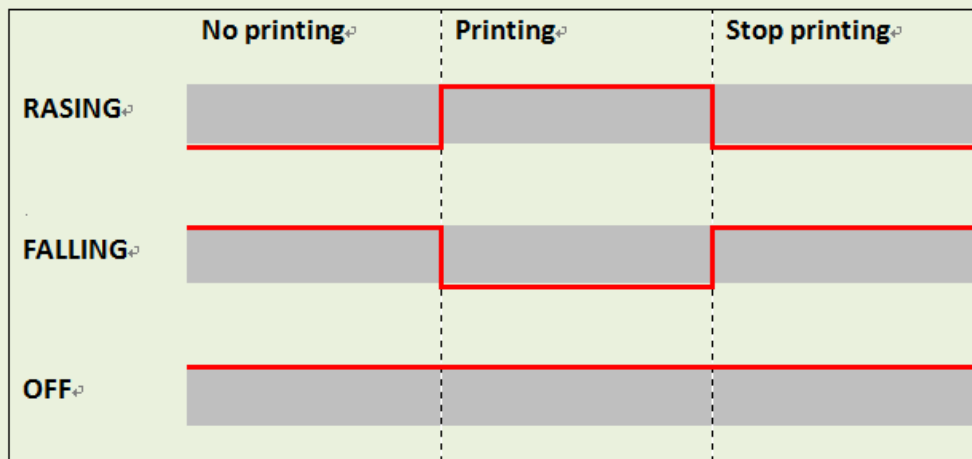 No printing Printing Stop printing
RASING
FALLING
OFF